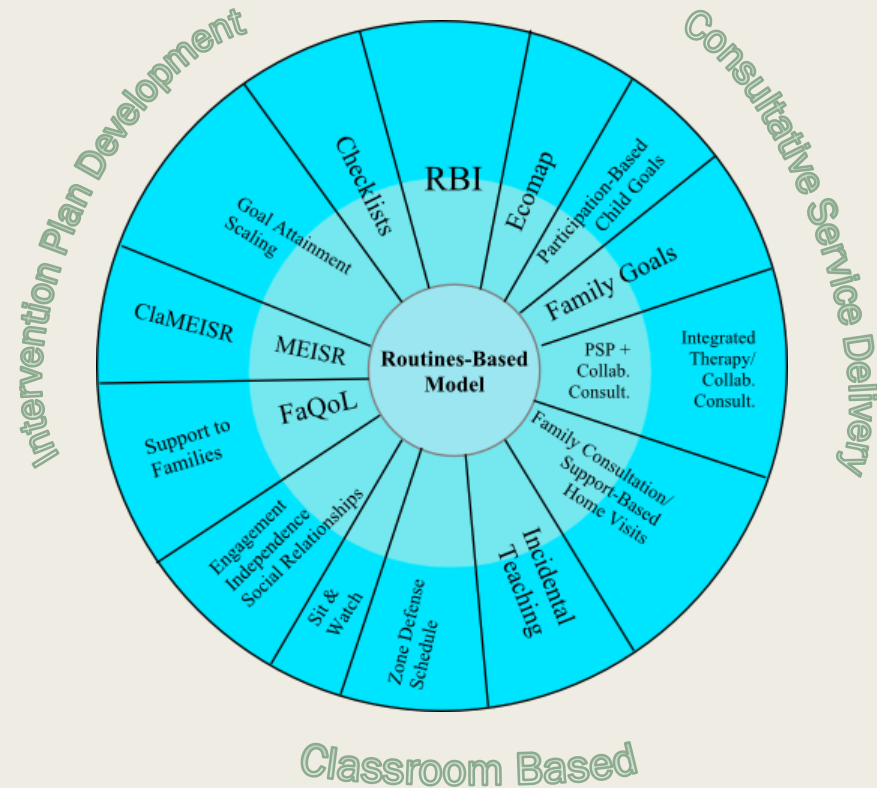 Intervention Plan Development
Consultative Service Delivery
Classroom Based
Routines-Based
Model
RBI
Ecomap
Participation-Based
Child Goals
Family Goals
PSP +
Collab.
Consult.
Integrated
Therapy/
Collab.
Consult.
Family Consultation/
Support-Based
Home Visits
Incidental
Teaching
Zone Defense
Schedule
Sit &
Watch
Engagement
Independence
Social Relationships
FaQoL
Support to
Families
MEISR
ClaMEISR
Goal Attainment
Scaling
Checklists